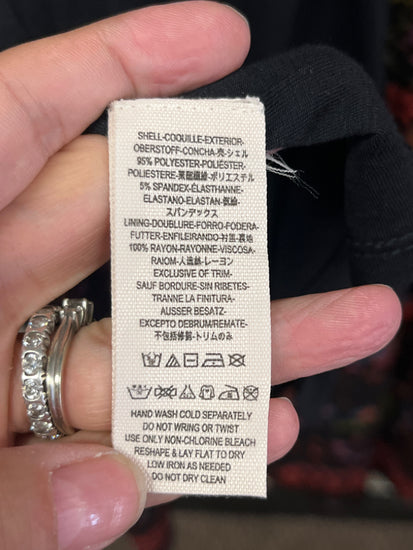 SHELL-COQUILLE-EXTERIOR-
OBERSTOFF-CONCHA-壳-シェル
95% POLYESTER-POLIÉSTER-
POLIESTERE-聚酯纖維-ポリエステル
5% SPANDEX-ÉLASTHANNE-
ELASTANO-ELASTAN-氨綸-
スパンデックス
LINING-DOUBLURE-FORRO-FODERA-
FUTTER-ENFILEIRANDO-衬里-裏地
100% RAYON-RAYONNE-VISCOSA-
RAIOM-人造絲-レーヨン
EXCLUSIVE OF TRIM-
SAUF BORDURE-SIN RIBETES-
TRANNE LA FINITURA-
AUSSER BESATZ-
EXCEPTO DEBRUM/REMATE-
不包括修飾-トリムのみ
HAND WASH COLD SEPARATELY
DO NOT WRING OR TWIST
USE ONLY NON-CHLORINE BLEACH
RESHAPE & LAY FLAT TO DRY
LOW IRON AS NEEDED
DO NOT DRY CLEAN